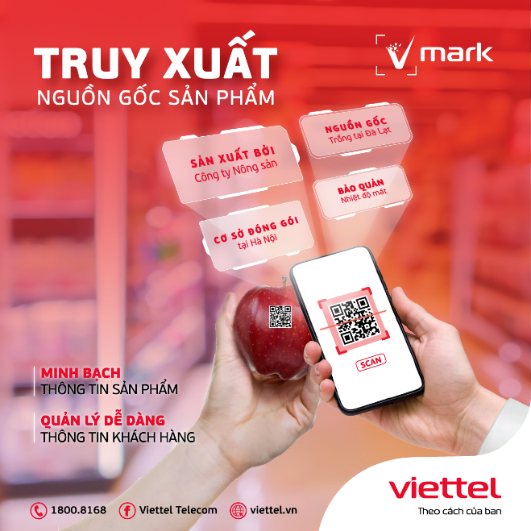 TRUY XUẤT
NGUỒN GỐC SẢN PHẨM
Vmark
SẢN XUẤT BỞI
Công ty Nông sản
NGUỒN GỐC
Trồng tại Đà Lạt
BẢO QUẢN
Nhiệt độ mát
CƠ SỞ ĐÓNG GÓI
tại Hà Nội
SCAN
MINH BẠCH
THÔNG TIN SẢN PHẨM
QUẢN LÝ DỄ DÀNG
THÔNG TIN KHÁCH HÀNG
viettel
Theo cách của bạn
1800.8168 Viettel Telecom viettel.vn